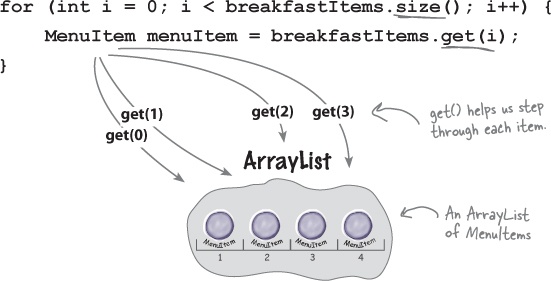 for (int i = 0; i < breakfastItems.size(); i++) {
MenuItem menuItem = breakfastItems.get(i);
}
get(0)
get(1)
get(2)
get(3)
get() helps us step
through each item.
ArrayList
An ArrayList
of MenuItems
MenuItem MenuItem MenuItem MenuItem
1 2 3 4